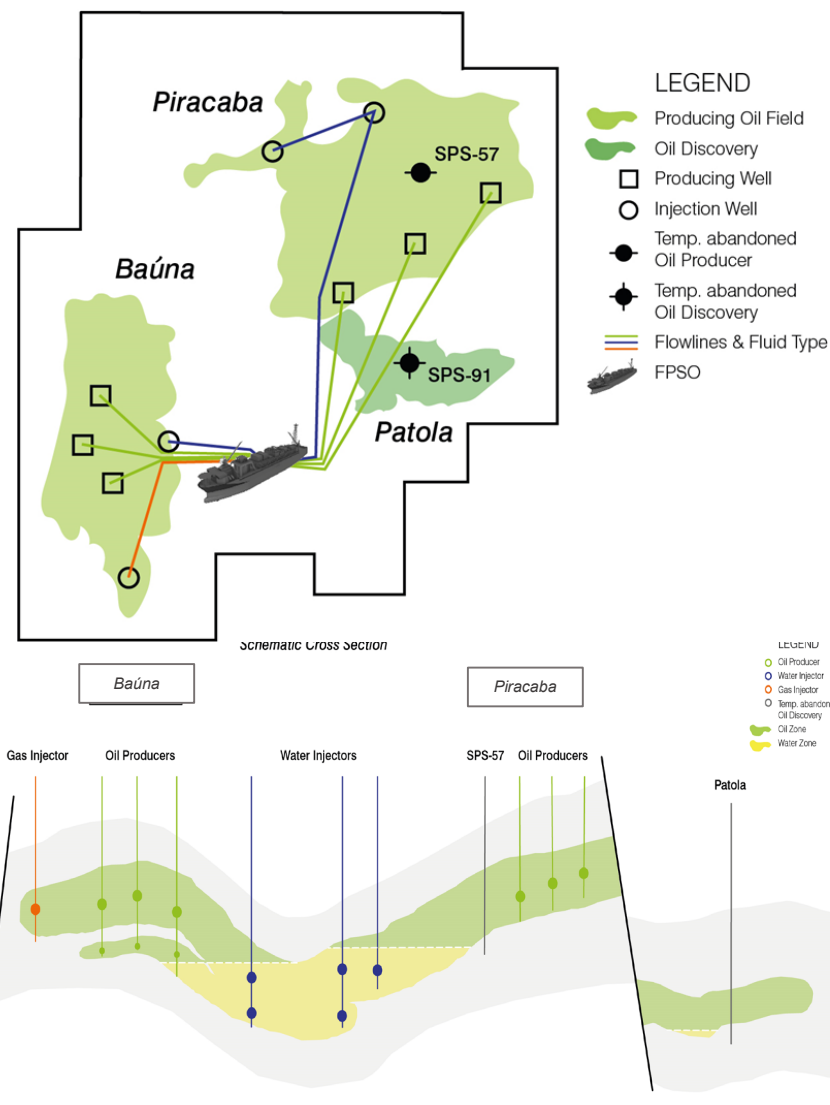 LEGEND
Piracaba
Producing Oil Field
Oil Discovery
SPS-57
Producing Well
Injection Well
Temp. abandoned
Oil Producer
Baúna
Temp. abandoned
Oil Discovery
Flowlines & Fluid Type
FPSO
SPS-91
Patola
Schematic Cross Section
LEGEND
Oil Producer
Water Injector
Gas Injector
Temp. abandon
Oil Discovery
Oil Zone
Water Zone
Baúna
Piracaba
Gas Injector
Oil Producers
Water Injectors
SPS-57
Oil Producers
Patola